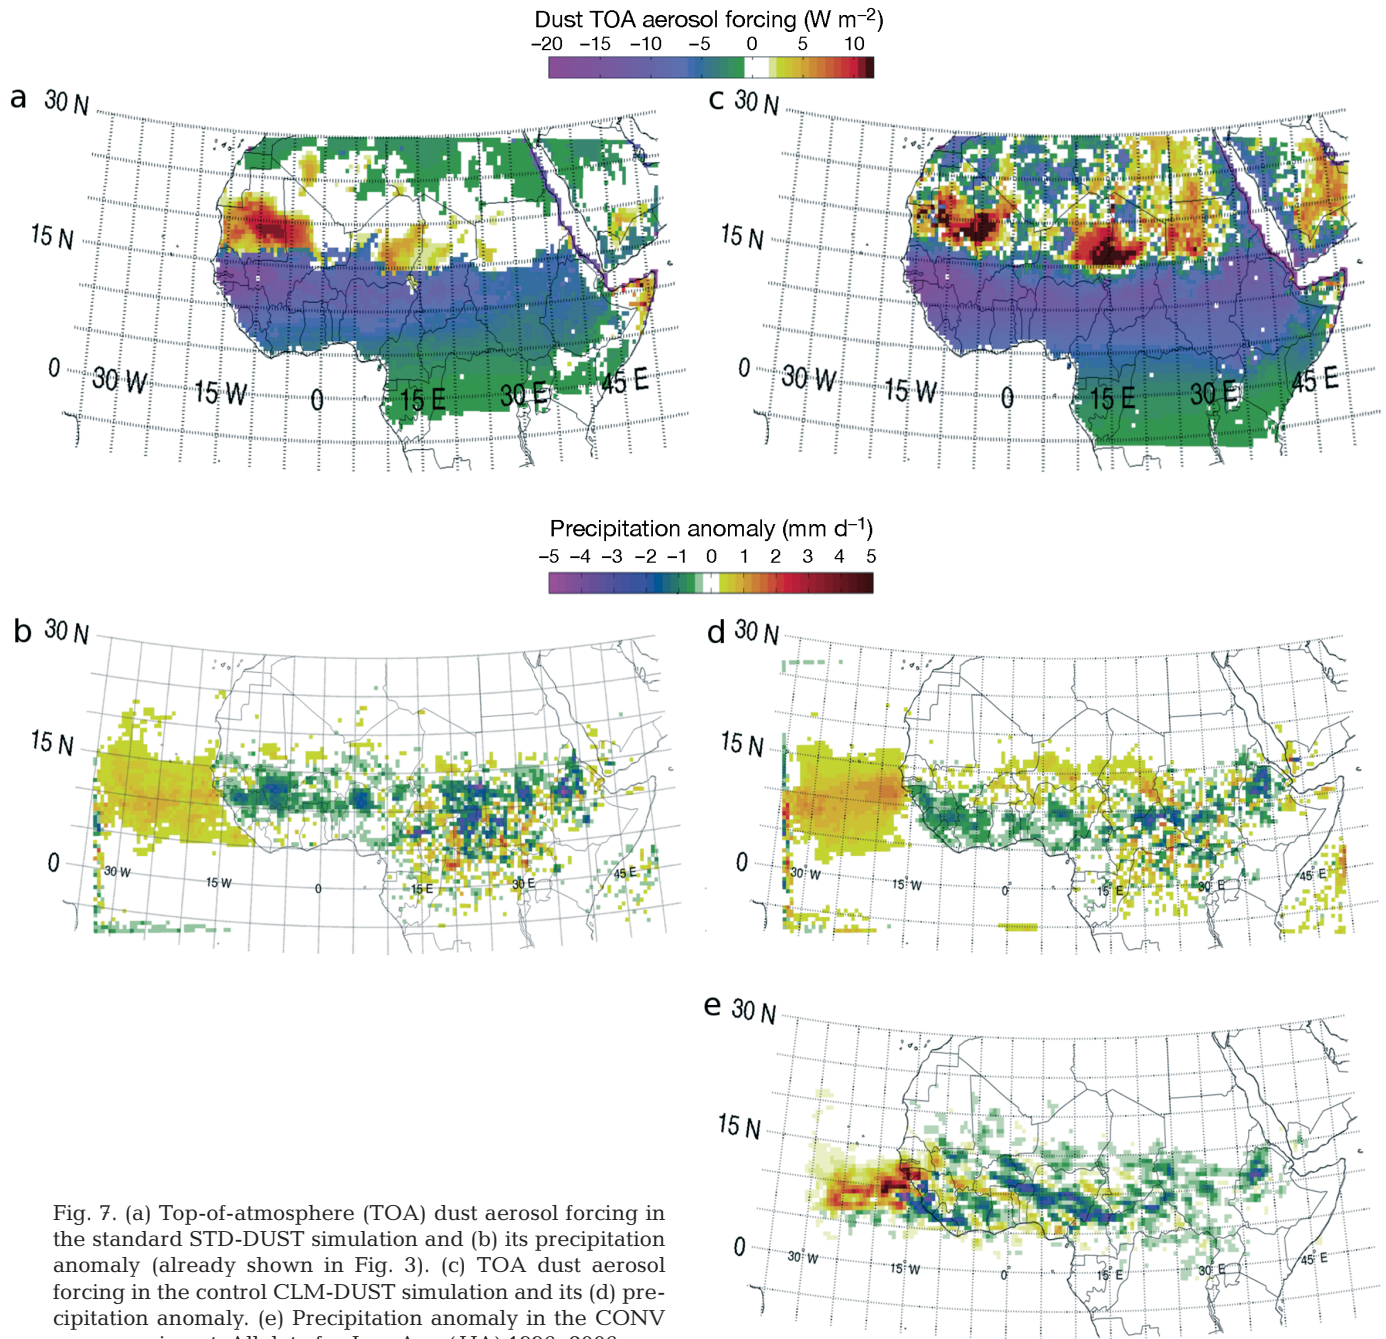 Dust TOA aerosol forcing (W m–2)
–20 –15 –10 –5 0 5 10
a
30 N
15 N
0
30 W
15 W
0
15 E
30 E
45 E
c
30 N
15 N
0
30 W
15 W
0
15 E
30 E
45 E
Precipitation anomaly (mm d–1)
–5 –4 –3 –2 –1 0 1 2 3 4 5
b
30 N
15 N
0
30 W
15 W
0
15 E
30 E
45 E
d
30 N
15 N
0
30° W
15° W
0°
15° E
30° E
45° E
e
30 N
15 N
0
30° W
15° W
0°
15° E
30° E
45° E
Fig. 7. (a) Top-of-atmosphere (TOA) dust aerosol forcing in
the standard STD-DUST simulation and (b) its precipitation
anomaly (already shown in Fig. 3). (c) TOA dust aerosol
forcing in the control CLM-DUST simulation and its (d) pre-
cipitation anomaly. (e) Precipitation anomaly in the CONV